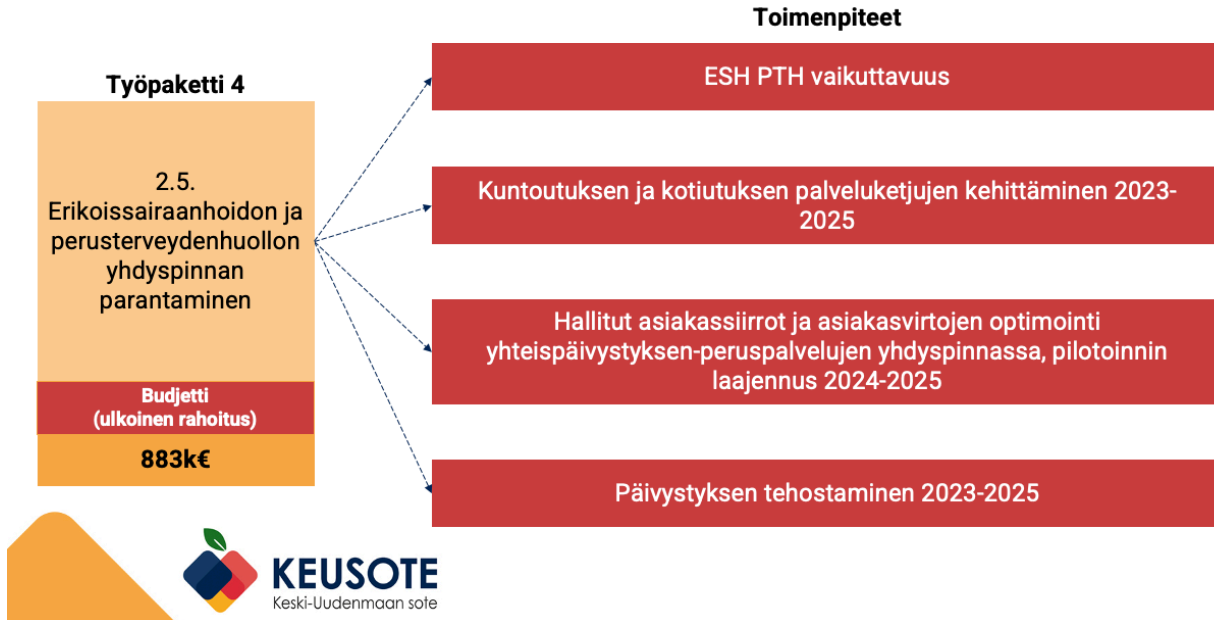 Toimenpiteet
Työpaketti 4
2.5.
Erikoissairaanhoidon ja
perusterveydenhuollon
yhdyspinnan
parantaminen
Budjetti
(ulkoinen rahoitus)
883k€
ESH PTH vaikuttavuus
Kuntoutuksen ja kotiutuksen palveluketjujen kehittäminen 2023-
2025
Hallitut asiakassiirrot ja asiakasvirtojen optimointi
yhteispäivystyksen-peruspalvelujen yhdyspinnassa, pilotoinnin
laajennus 2024-2025
Päivystyksen tehostaminen 2023-2025
KEUSOTE
Keski-Uudenmaan sote